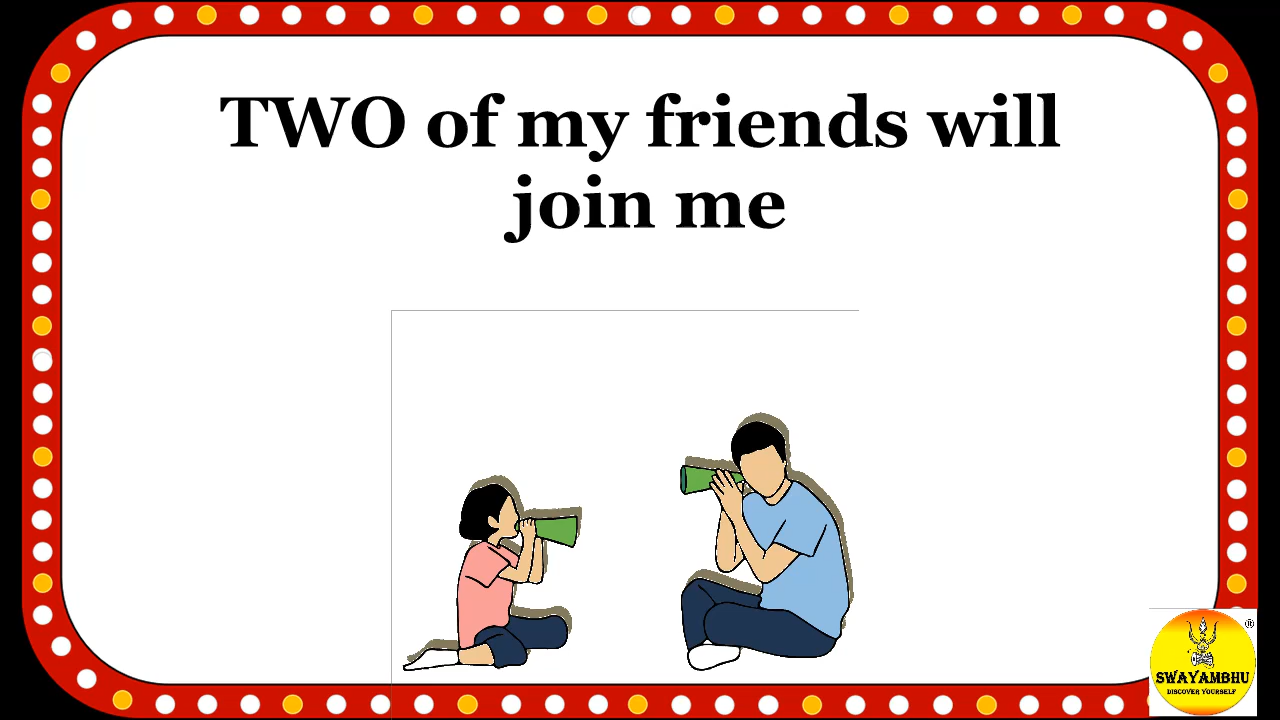 TWO of my friends will
join me
®
SWAYAMBHU
DISCOVER YOURSELF